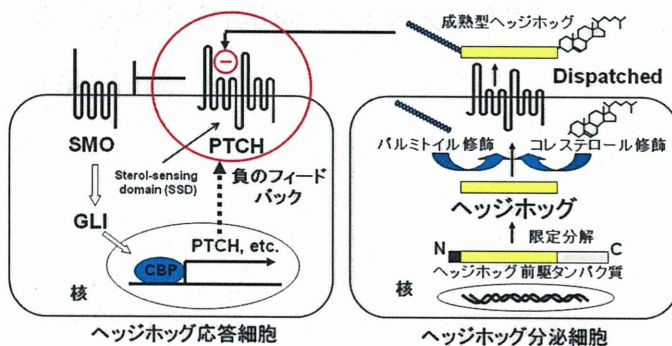 成熟型ヘッジホッグ
Dispatched
SMO
PTCH
Sterol-sensing
domain (SSD)
負のフィード
バック
GLI
PTCH, etc.
CBP
核
ヘッジホッグ応答細胞
パルミトイル修飾
コレステロール修飾
ヘッジホッグ
限定分解
N
C
ヘッジホッグ前駆タンパク質
核
ヘッジホッグ分泌細胞